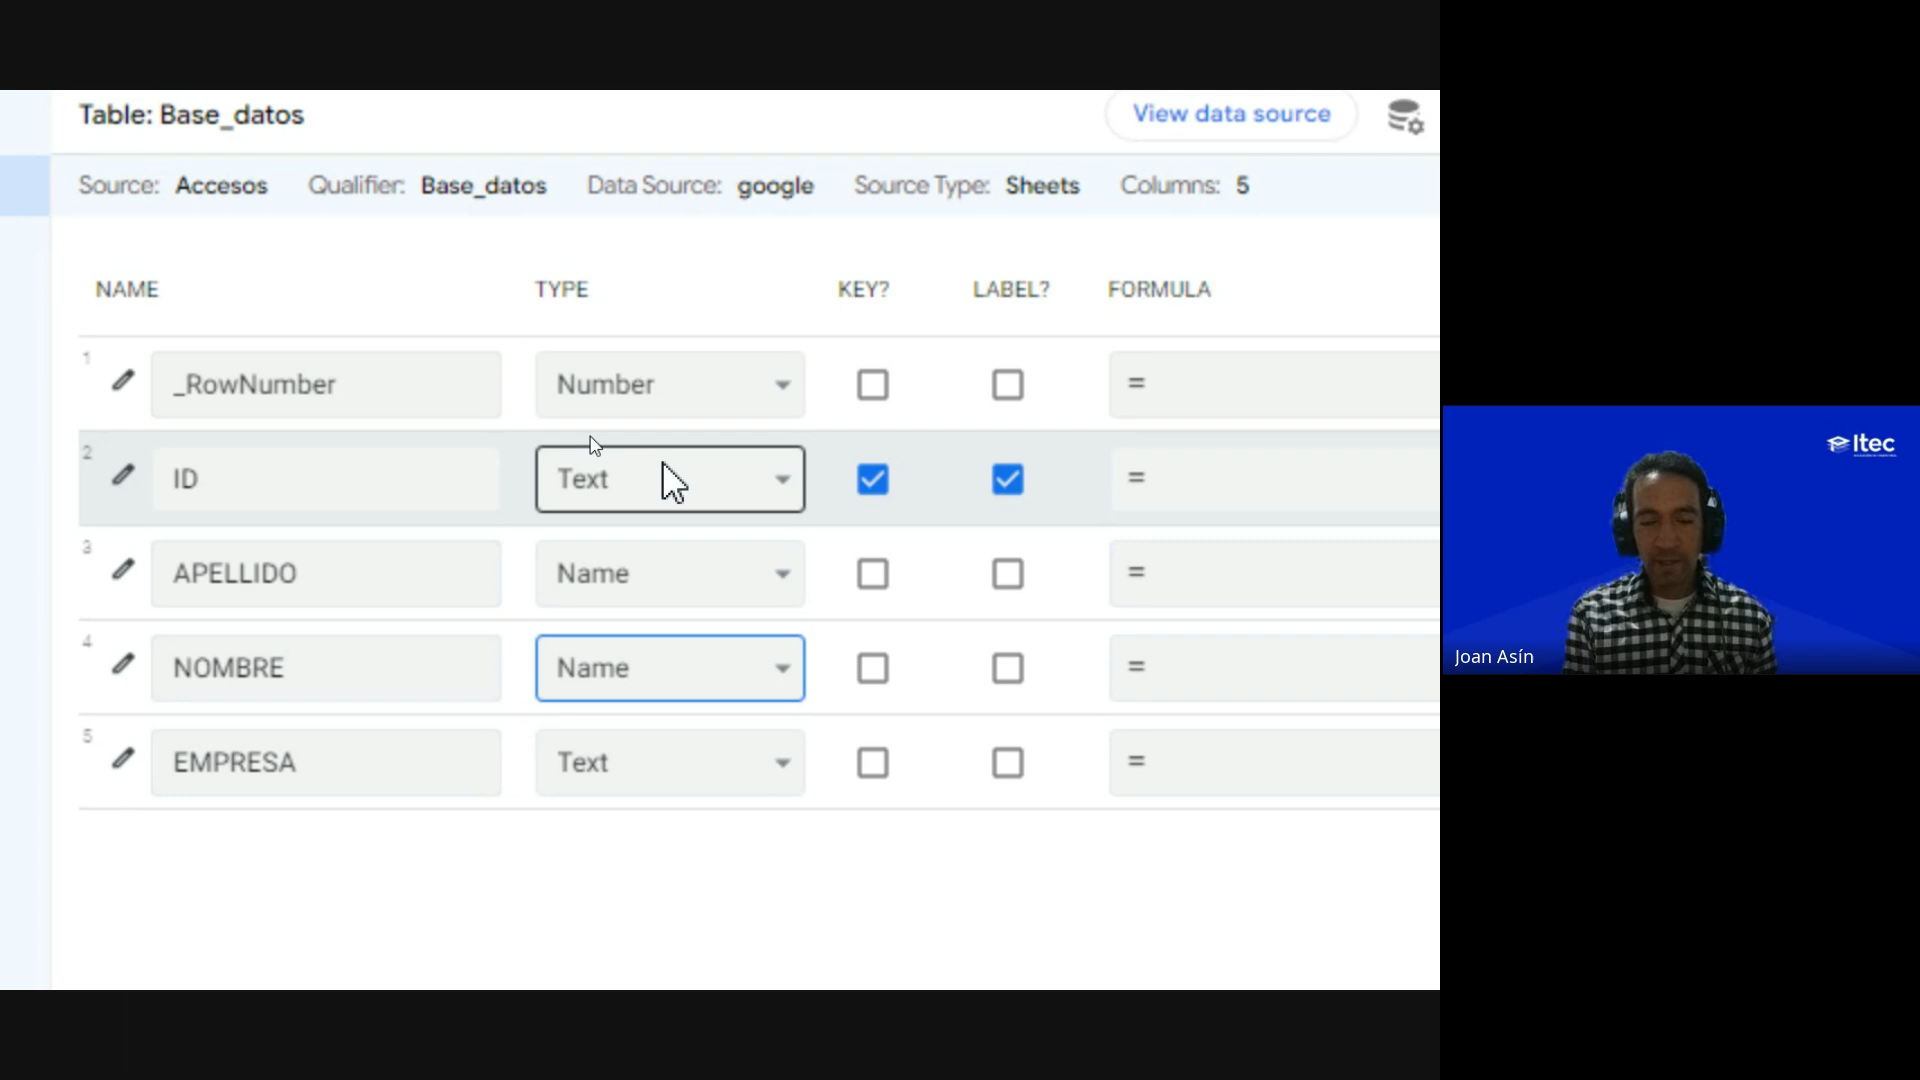 Table: Base_datos
View data source
Source: Accesos Qualifier: Base_datos Data Source: google Source Type: Sheets Columns: 5
NAME TYPE KEY? LABEL? FORMULA
1 _RowNumber Number =
2 ID Text =
3 APELLIDO Name =
4 NOMBRE Name =
5 EMPRESA Text =
Itec
Joan Asín